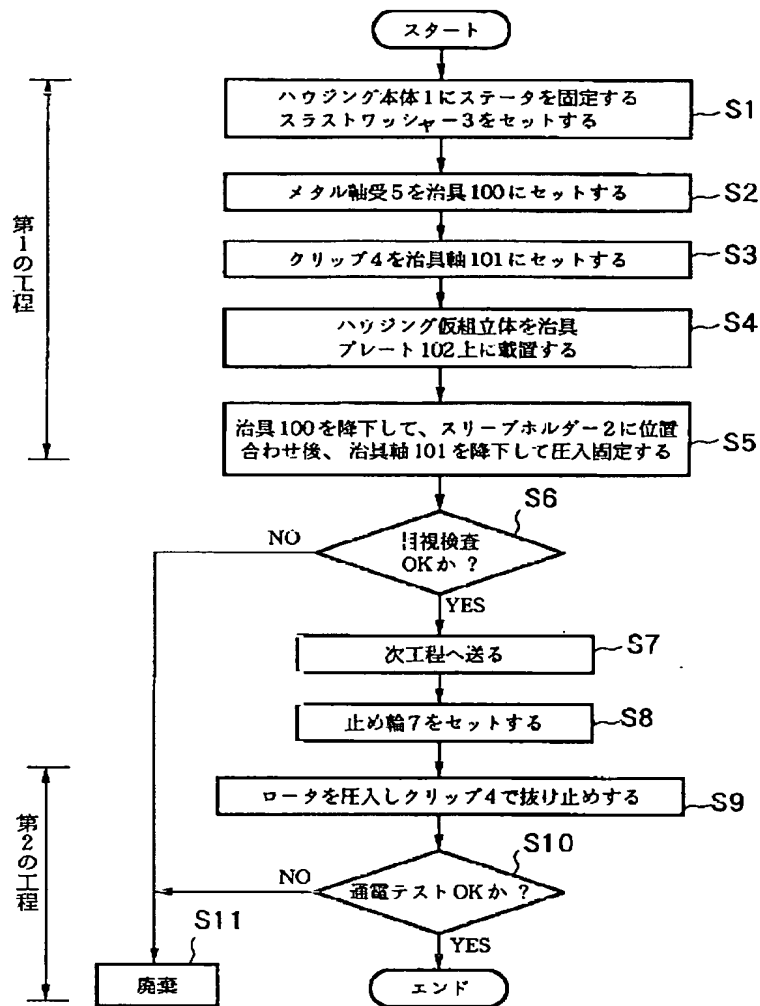 スタート
ハウジング本体1にステータを固定する
スラストワッシャー3をセットする
S1
メタル軸受5を治具100にセットする
S2
クリップ4を治具軸101にセットする
S3
ハウジング仮組立体を治具
プレート102上に載置する
S4
治具100を降下して、スリーブホルダー2に位置
合わせ後、治具軸101を降下して圧入固定する
S5
第1の工程
S6
目視検査
OKか ?
NO
YES
次工程へ送る
S7
止め輪7をセットする
S8
ロータを圧入しクリップ4で抜け止めする
S9
第2の工程
S10
通電テストOKか ?
NO
YES
S11
廃棄
エンド